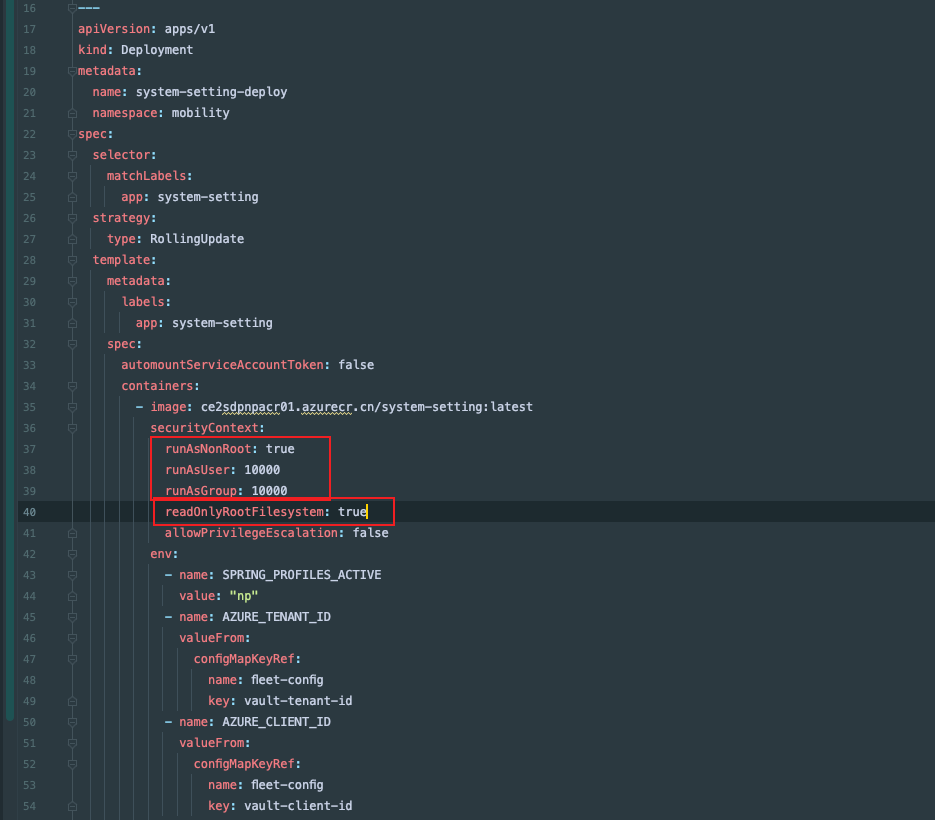 16 ---
17 apiVersion: apps/v1
18 kind: Deployment
19 metadata:
20   name: system-setting-deploy
21   namespace: mobility
22 spec:
23   selector:
24     matchLabels:
25       app: system-setting
26   strategy:
27     type: RollingUpdate
28   template:
29     metadata:
30       labels:
31         app: system-setting
32     spec:
33       automountServiceAccountToken: false
34       containers:
35         - image: ce2sdpnpacr01.azurecr.cn/system-setting:latest
36           securityContext:
37             runAsNonRoot: true
38             runAsUser: 10000
39             runAsGroup: 10000
40             readOnlyRootFilesystem: true
41             allowPrivilegeEscalation: false
42           env:
43             - name: SPRING_PROFILES_ACTIVE
44               value: "np"
45             - name: AZURE_TENANT_ID
46               valueFrom:
47                 configMapKeyRef:
48                   name: fleet-config
49                   key: vault-tenant-id
50             - name: AZURE_CLIENT_ID
51               valueFrom:
52                 configMapKeyRef:
53                   name: fleet-config
54                   key: vault-client-id